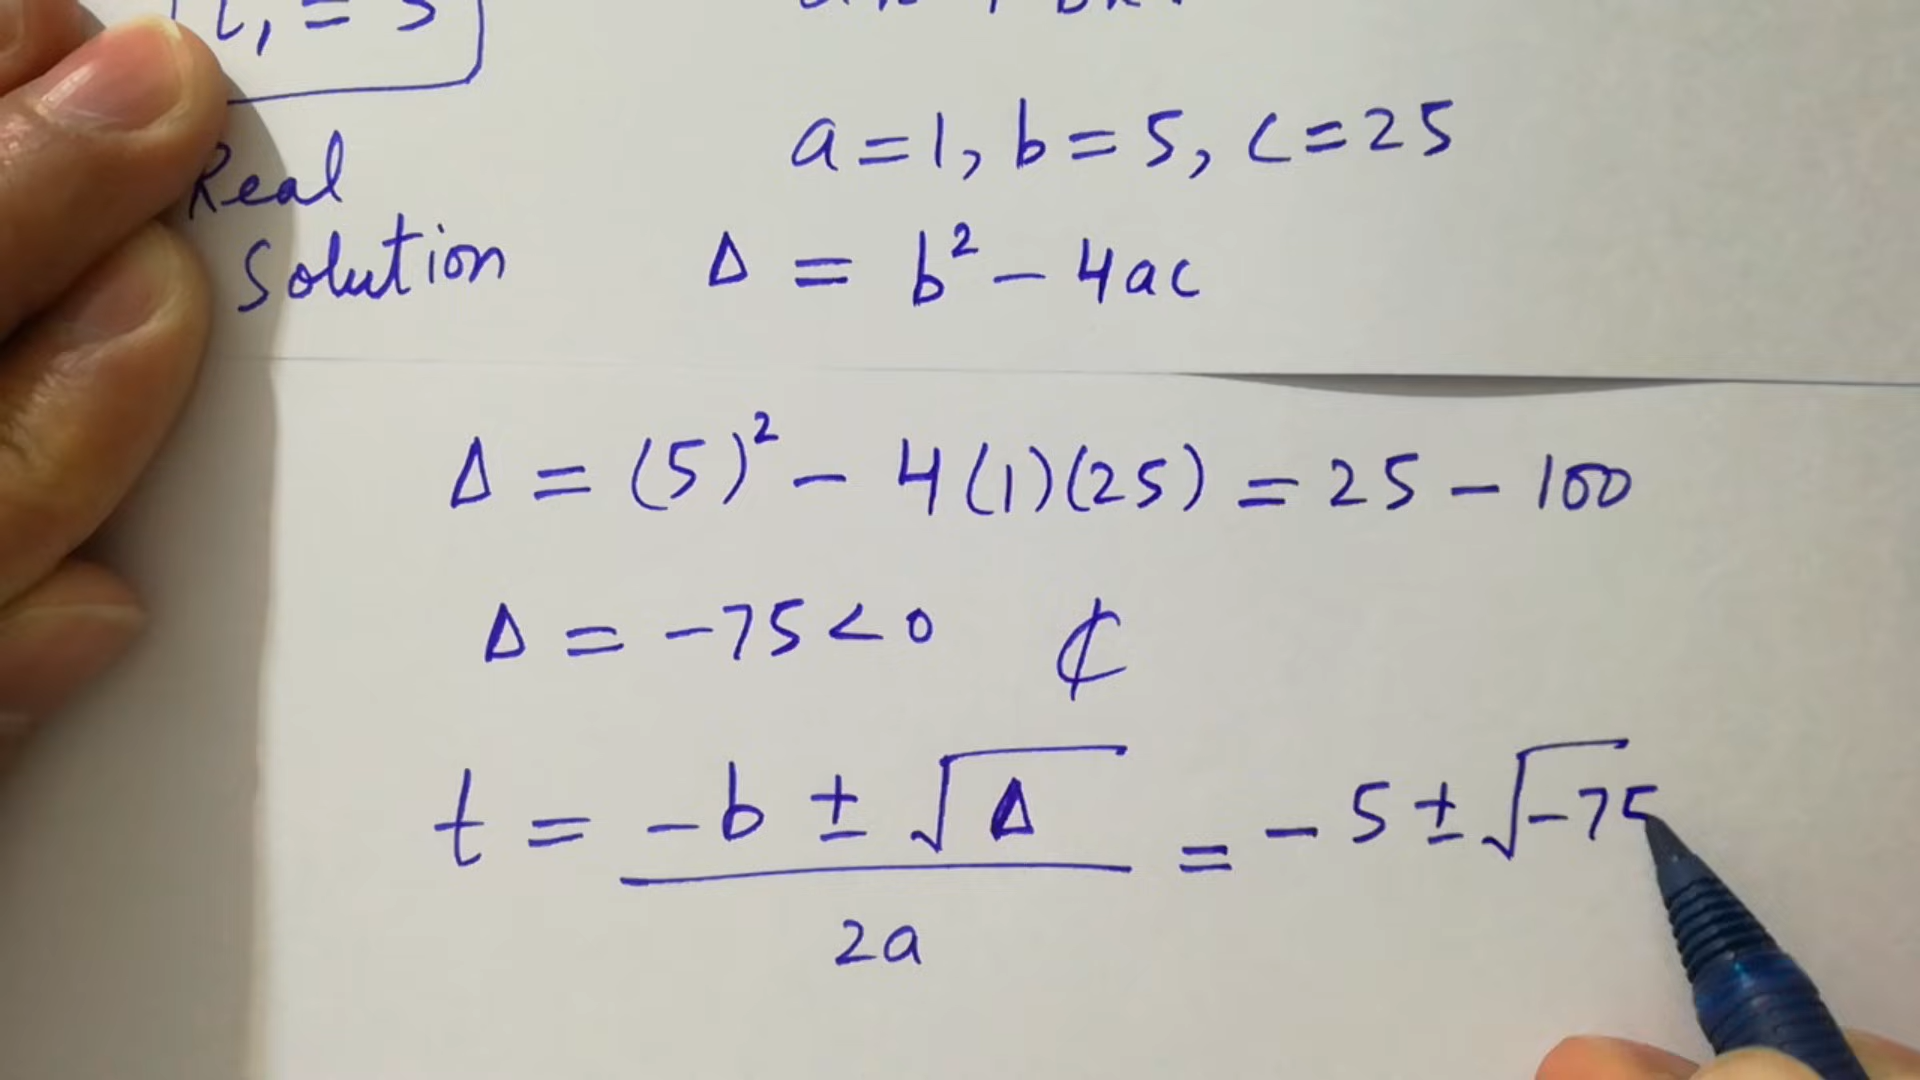 a = 1, b = 5, c = 25
Real
Solution
Δ = b² - 4ac
Δ = (5)² - 4(1)(25) = 25 - 100
Δ = -75 < 0 ₵
t = -b ± √Δ / 2a = -5 ± √-75